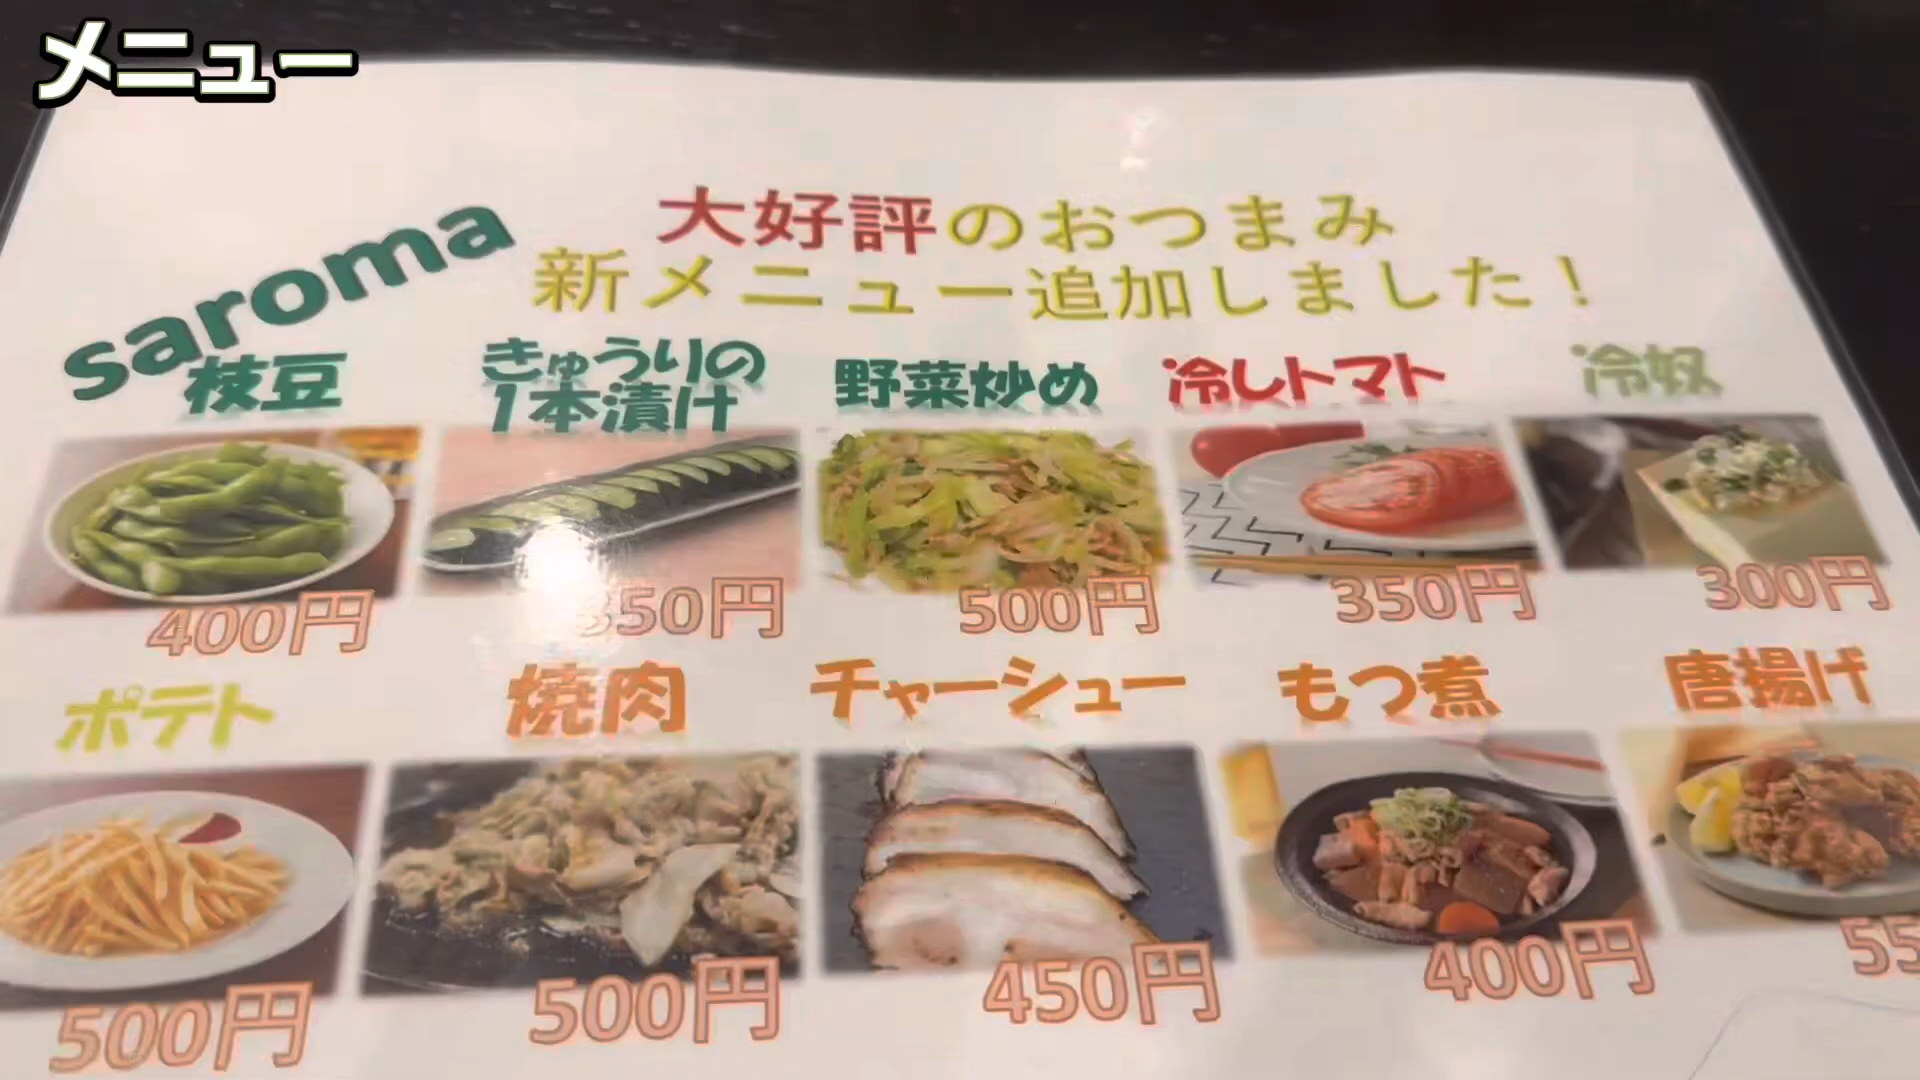 メニュー
saroma
大好評のおつまみ
新メニュー追加しました!
枝豆
きゅうりの
1本漬け
野菜炒め
冷しトマト
冷奴
400円
350円
500円
350円
300円
ポテト
焼肉
チャーシュー
もつ煮
唐揚げ
500円
500円
450円
400円
55